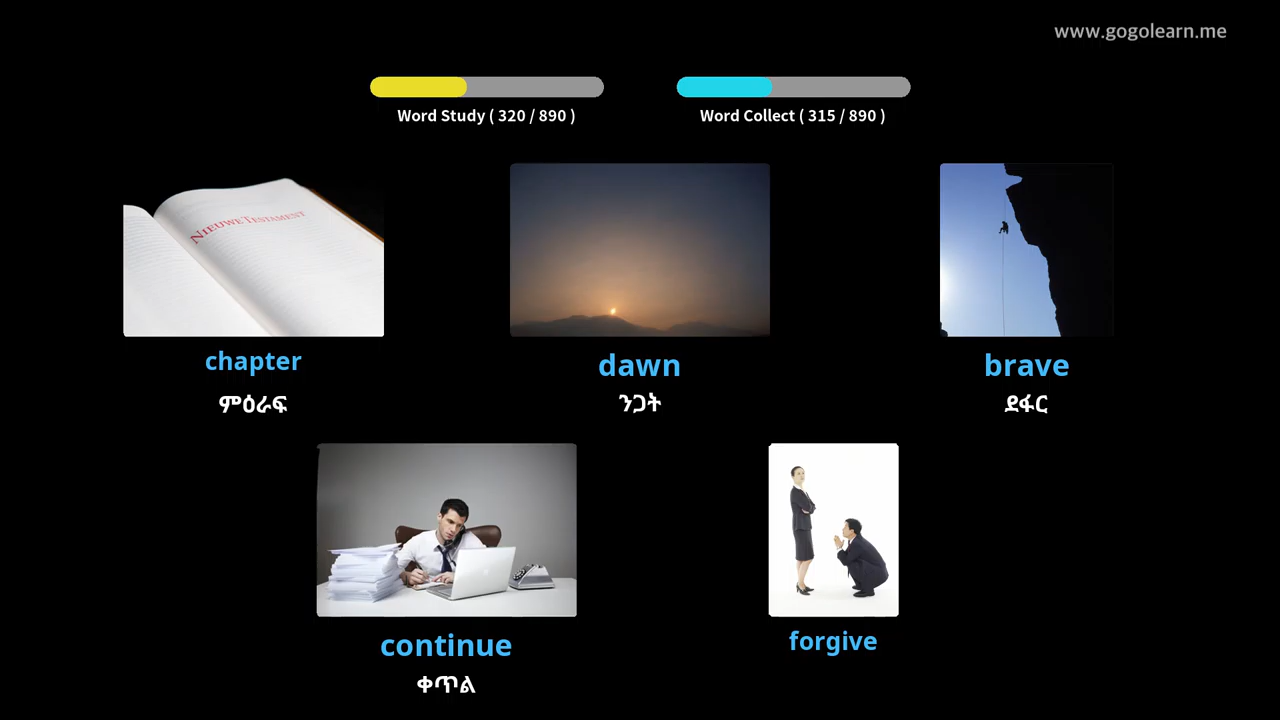 www.gogolearn.me
Word Study ( 320 / 890 )
Word Collect ( 315 / 890 )
NIEUWE TESTAMENT
chapter
ምዕራፍ
dawn
ንጋት
brave
ደፋር
continue
ቀጥል
forgive